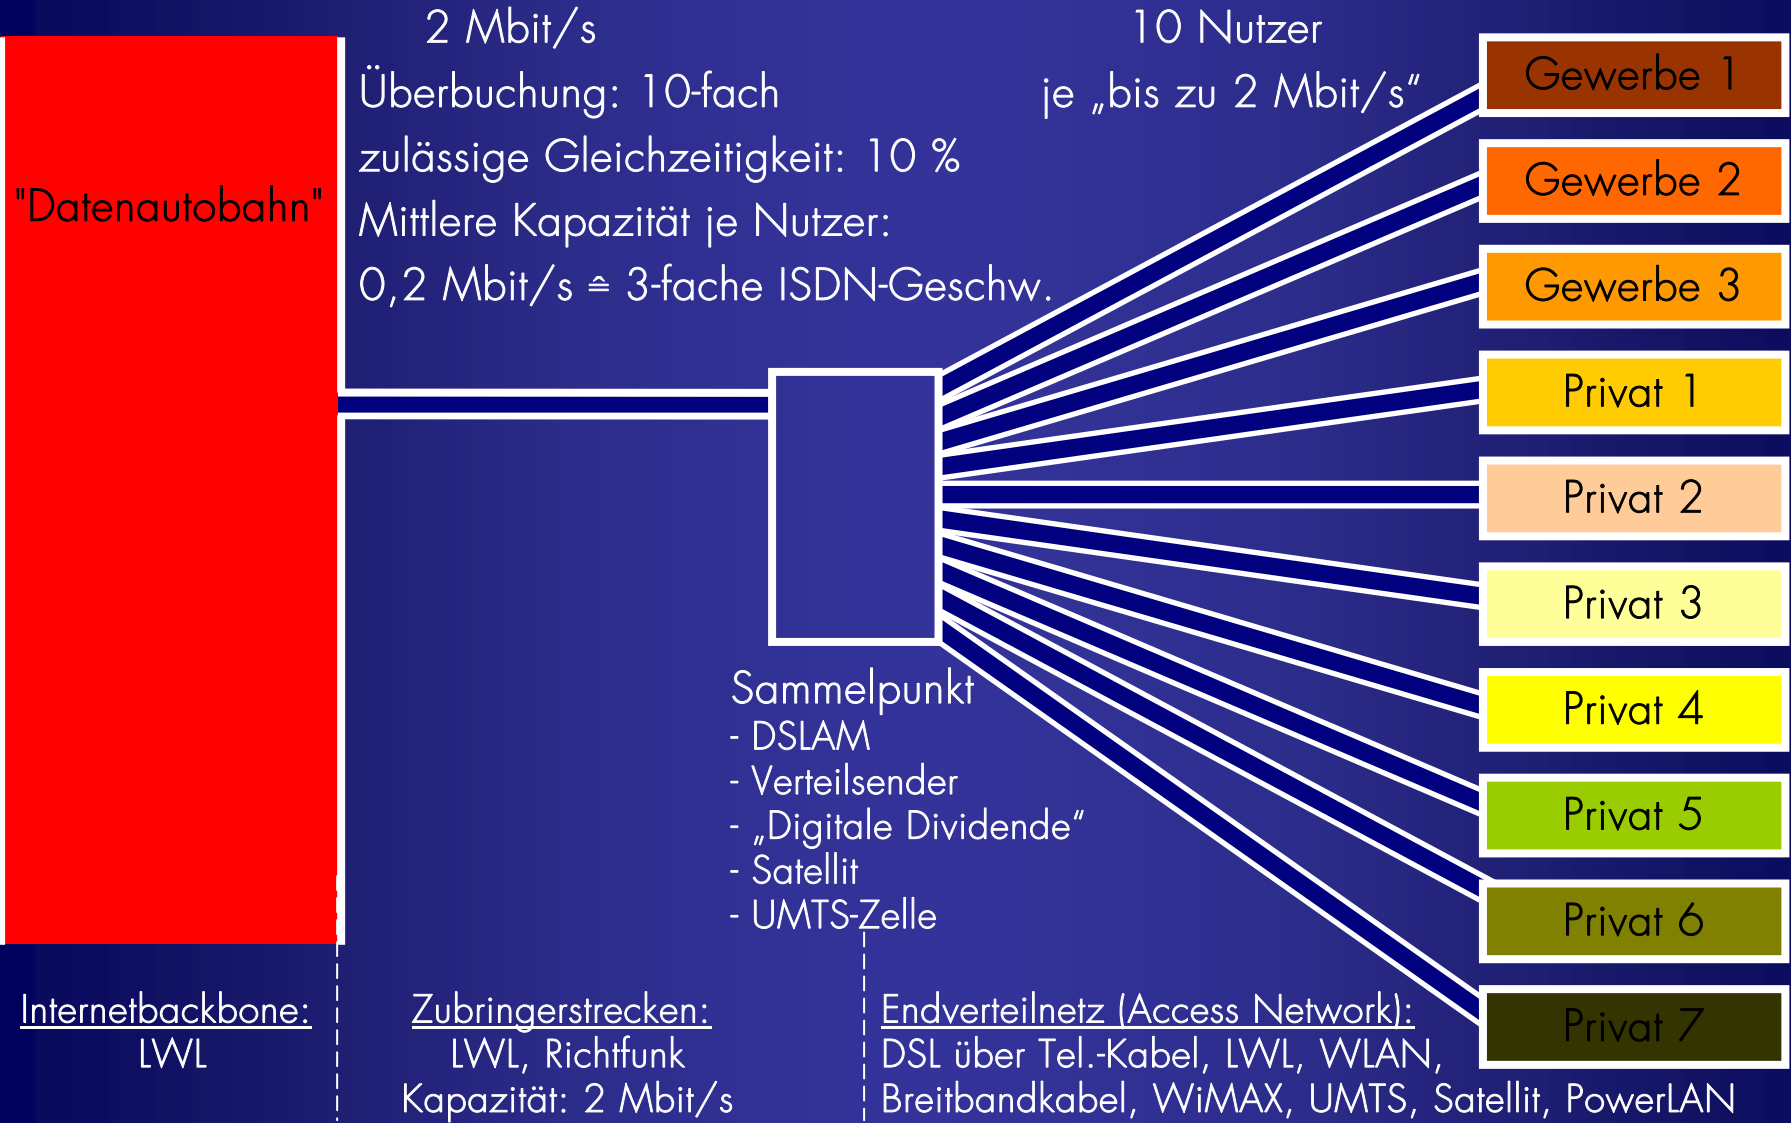 "Datenautobahn"
2 Mbit/s
Überbuchung: 10-fach
zulässige Gleichzeitigkeit: 10 %
Mittlere Kapazität je Nutzer:
0,2 Mbit/s ≙ 3-fache ISDN-Geschw.
10 Nutzer
je „bis zu 2 Mbit/s“
Gewerbe 1
Gewerbe 2
Gewerbe 3
Privat 1
Privat 2
Privat 3
Privat 4
Privat 5
Privat 6
Privat 7
Sammelpunkt
- DSLAM
- Verteilsender
- „Digitale Dividende“
- Satellit
- UMTS-Zelle
Internetbackbone:
LWL
Zubringerstrecken:
LWL, Richtfunk
Kapazität: 2 Mbit/s
Endverteilnetz (Access Network):
DSL über Tel.-Kabel, LWL, WLAN,
Breitbandkabel, WiMAX, UMTS, Satellit, PowerLAN